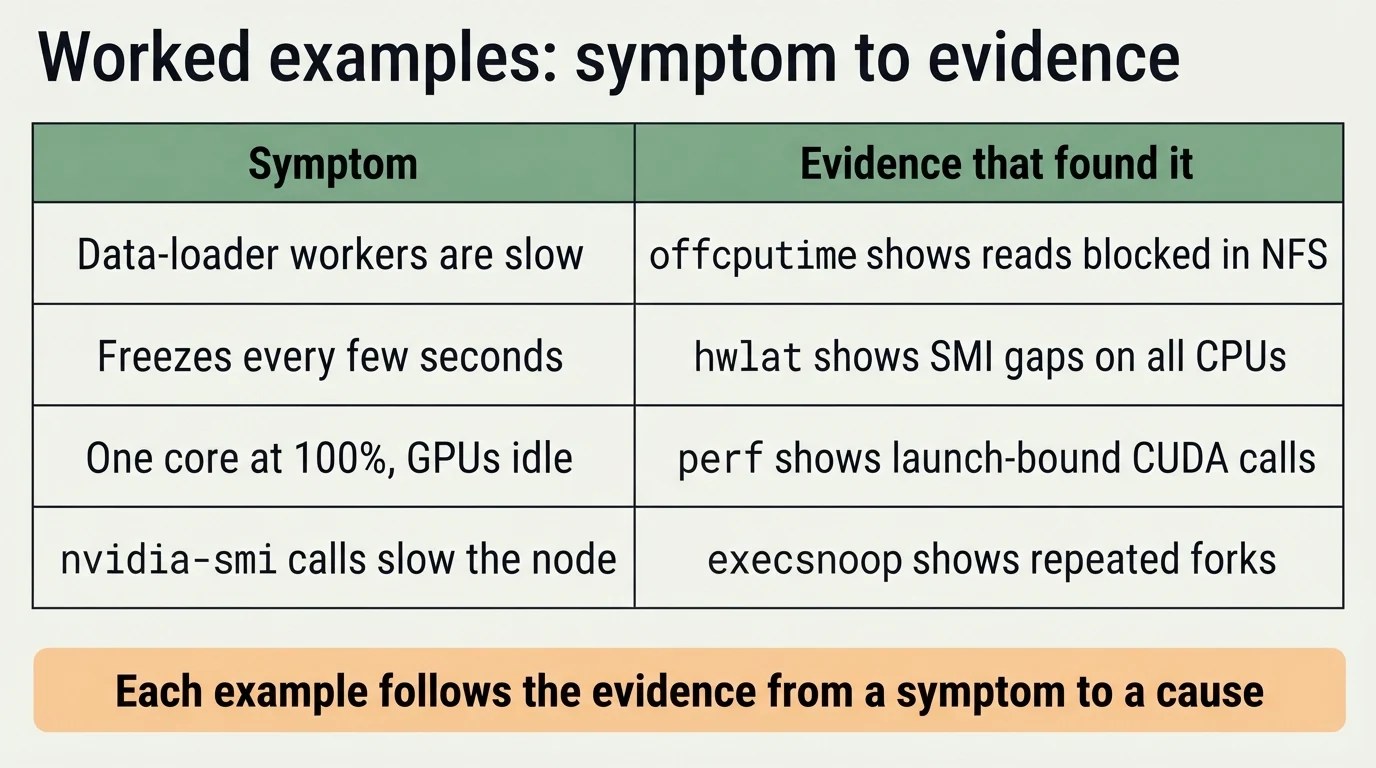 Worked examples: symptom to evidence
Symptom
Evidence that found it
Data-loader workers are slow
offcputime shows reads blocked in NFS
Freezes every few seconds
hwlat shows SMI gaps on all CPUs
One core at 100%, GPUs idle
perf shows launch-bound CUDA calls
nvidia-smi calls slow the node
execsnoop shows repeated forks
Each example follows the evidence from a symptom to a cause